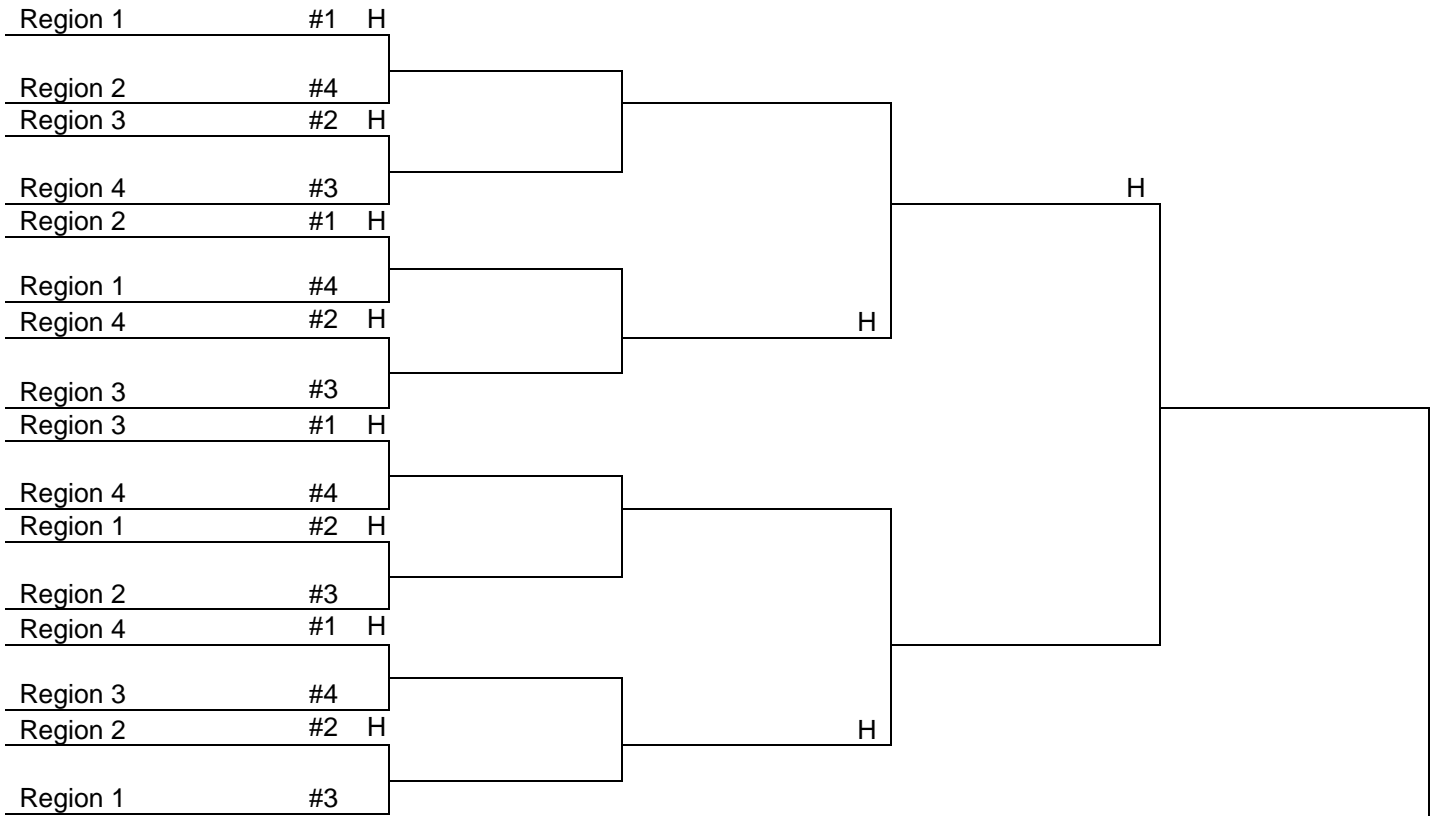 Region 1 #1 H
Region 2 #4
Region 3 #2 H
Region 4 #3
H
Region 2 #1 H
Region 1 #4
Region 4 #2 H
H
Region 3 #3
Region 3 #1 H
Region 4 #4
Region 1 #2 H
Region 2 #3
Region 4 #1 H
Region 3 #4
Region 2 #2 H
H
Region 1 #3